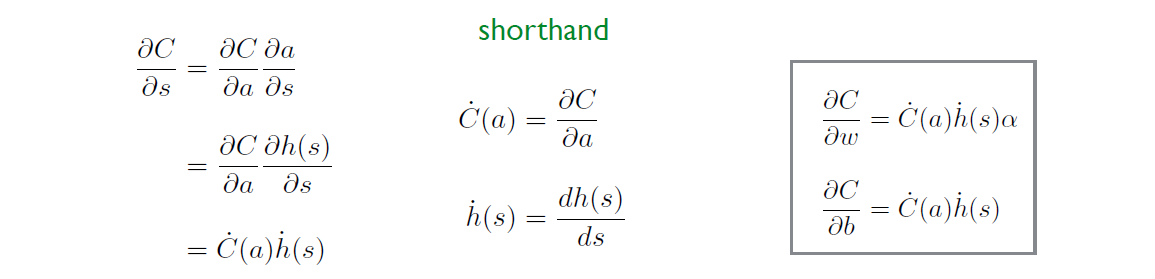 ∂C/∂s = ∂C/∂a ∂a/∂s
= ∂C/∂a ∂h(s)/∂s
= Ċ(a)ḣ(s)
shorthand
Ċ(a) = ∂C/∂a
ḣ(s) = dh(s)/ds
∂C/∂w = Ċ(a)ḣ(s)α
∂C/∂b = Ċ(a)ḣ(s)